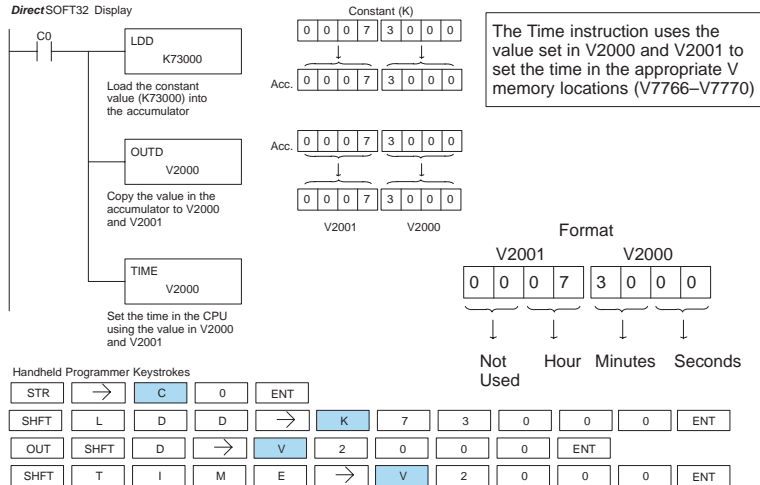 DirectSOFT32 Display
C0
LDD
K73000
Load the constant
value (K73000) into
the accumulator
OUTD
V2000
Copy the value in the
accumulator to V2000
and V2001
TIME
V2000
Set the time in the CPU
using the value in V2000
and V2001
Constant (K)
0 0 0 7 3 0 0 0
Acc. 0 0 0 7 3 0 0 0
Acc. 0 0 0 7 3 0 0 0
0 0 0 7 3 0 0 0
V2001 V2000
The Time instruction uses the
value set in V2000 and V2001 to
set the time in the appropriate V
memory locations (V7766–V7770)
Format
V2001 V2000
0 0 0 7 3 0 0 0
Not Hour Minutes Seconds
Used
Handheld Programmer Keystrokes
STR → C 0 ENT
SHFT L D D → K 7 3 0 0 0 ENT
OUT SHFT D → V 2 0 0 0 ENT
SHFT T I M E → V 2 0 0 0 ENT